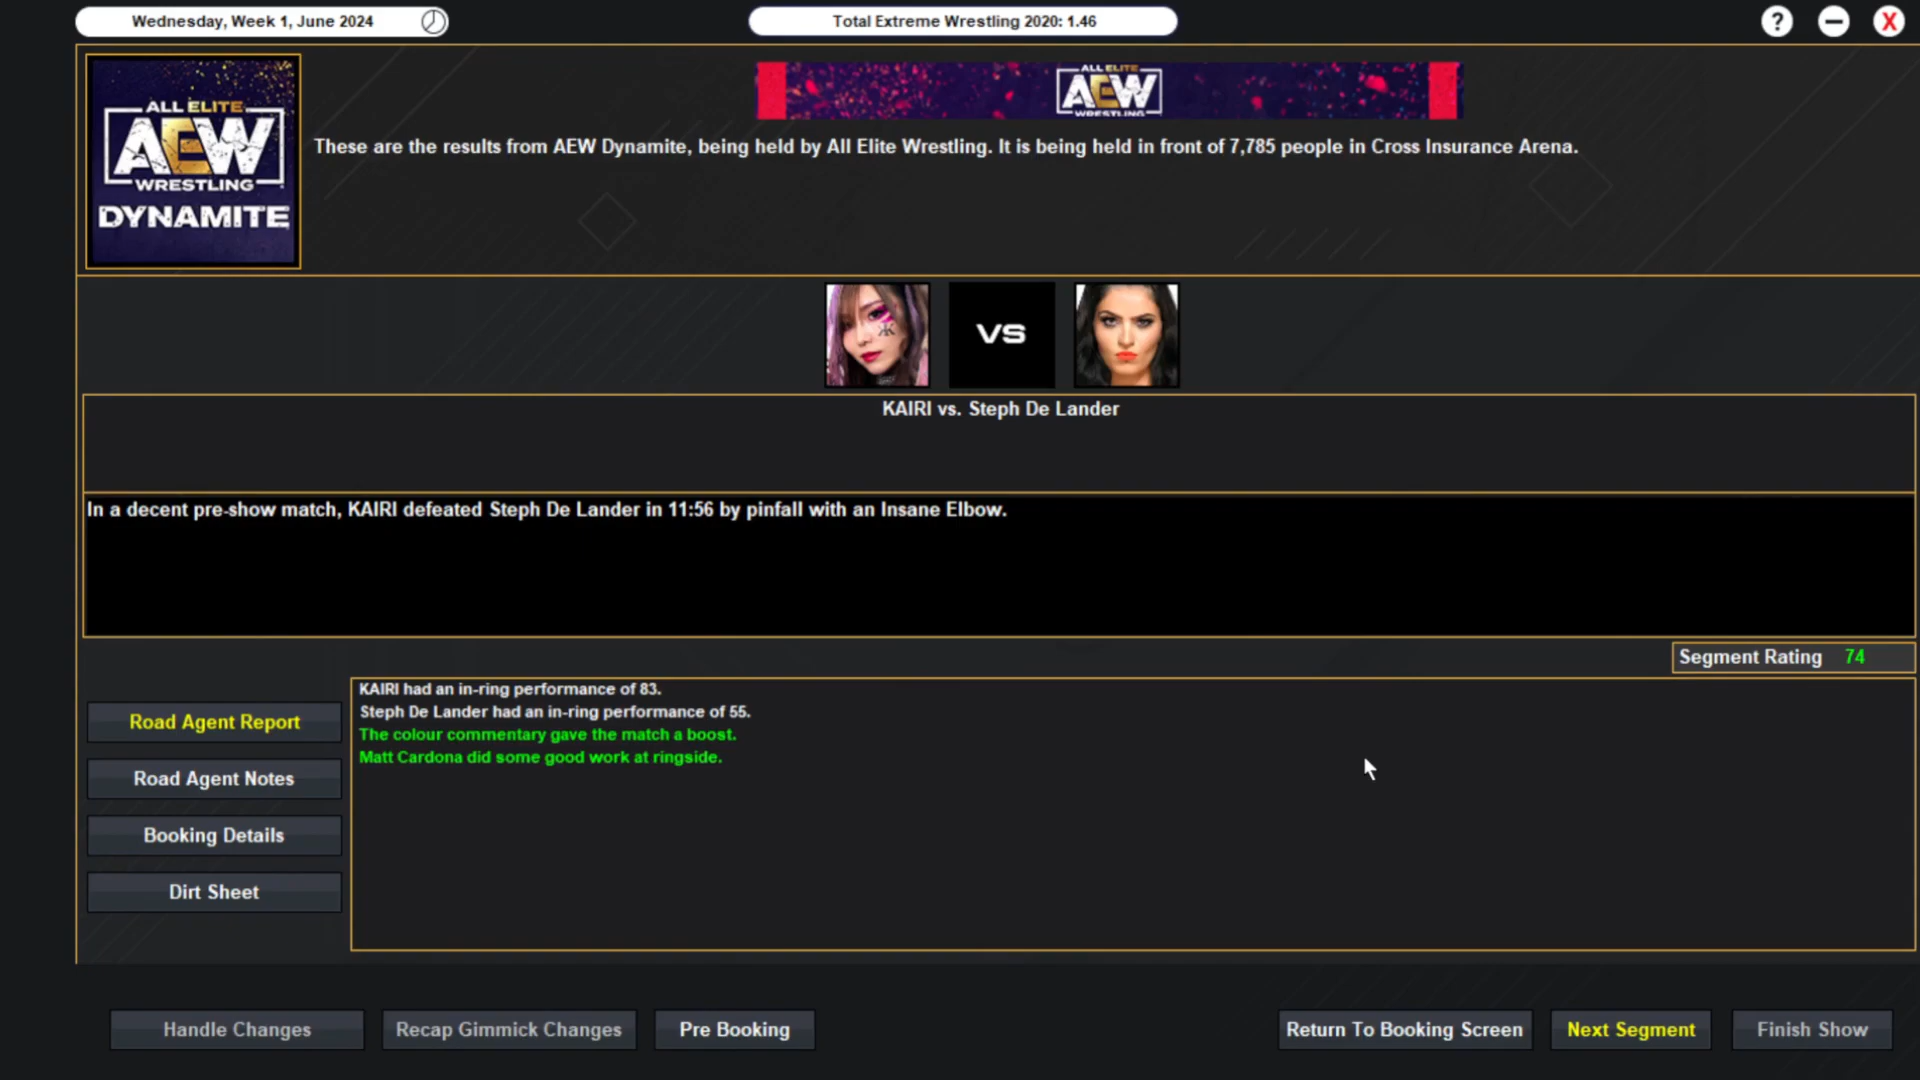 Wednesday, Week 1, June 2024
Total Extreme Wrestling 2020: 1.46
?
X
ALL ELITE
AEW
WRESTLING
DYNAMITE
ALL ELITE
AEW
WRESTLING
These are the results from AEW Dynamite, being held by All Elite Wrestling. It is being held in front of 7,785 people in Cross Insurance Arena.
VS
KAIRI vs. Steph De Lander
In a decent pre-show match, KAIRI defeated Steph De Lander in 11:56 by pinfall with an Insane Elbow.
Segment Rating 74
Road Agent Report
Road Agent Notes
Booking Details
Dirt Sheet
KAIRI had an in-ring performance of 83.
Steph De Lander had an in-ring performance of 55.
The colour commentary gave the match a boost.
Matt Cardona did some good work at ringside.
Handle Changes
Recap Gimmick Changes
Pre Booking
Return To Booking Screen
Next Segment
Finish Show